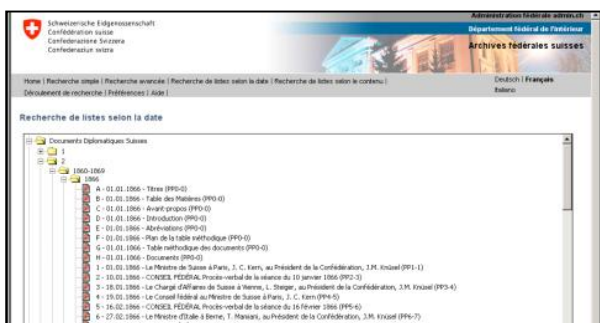 Schweizerische Eidgenossenschaft
Confédération suisse
Confederazione Svizzera
Confederaziun svizra
Administration fédérale admin.ch
Département fédéral de l'intérieur
Archives fédérales suisses
Home | Recherche simple | Recherche avancée | Recherche de listes selon la date | Recherche de listes selon le contenu |
Déroulement de recherche | Préférences | Aide |
Deutsch | Français
Italiano
Recherche de listes selon la date
Documents Diplomatiques Suisses
1
2
1860-1869
1866
A - 01.01.1866 - Titres (PP0-0)
B - 01.01.1866 - Table des Matières (PP0-0)
C - 01.01.1866 - Avant-propos (PP0-0)
D - 01.01.1866 - Introduction (PP0-0)
E - 01.01.1866 - Abréviations (PP0-0)
F - 01.01.1866 - Plan de la table méthodique (PP0-0)
G - 01.01.1866 - Table méthodique des documents (PP0-0)
H - 01.01.1866 - Documents (PP0-0)
1 - 01.01.1866 - Le Ministre de Suisse à Paris, J. C. Kern, au Président de la Confédération, J.M. Knüsel (PP1-1)
2 - 10.01.1866 - CONSEIL FÉDÉRAL Procès-verbal de la séance du 10 janvier 1866 (PP2-3)
3 - 18.01.1866 - Le Chargé d'Affaires de Suisse à Vienne, L. Steiger, au Président de la Confédération, J.M. Knüsel (PP3-4)
4 - 19.01.1866 - Le Conseil fédéral au Ministre de Suisse à Paris, J. C. Kern (PP4-5)
5 - 16.02.1866 - CONSEIL FÉDÉRAL Procès-verbal de la séance du 16 février 1866 (PP5-6)
6 - 27.02.1866 - Le Ministre d'Italie à Berne, T. Mamiani, au Président de la Confédération, J.M. Knüsel (PP6-7)